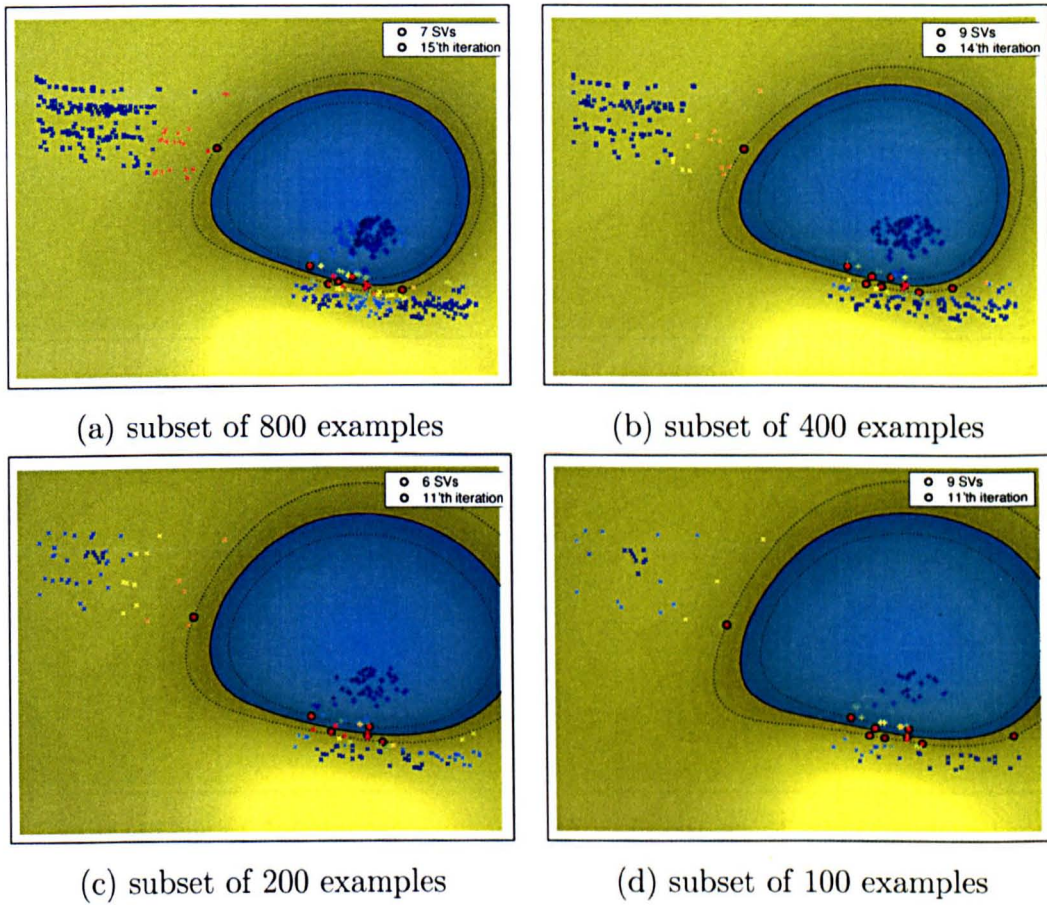 7 SVs
15'th iteration
9 SVs
14'th iteration
(a) subset of 800 examples
(b) subset of 400 examples
6 SVs
11'th iteration
9 SVs
11'th iteration
(c) subset of 200 examples
(d) subset of 100 examples